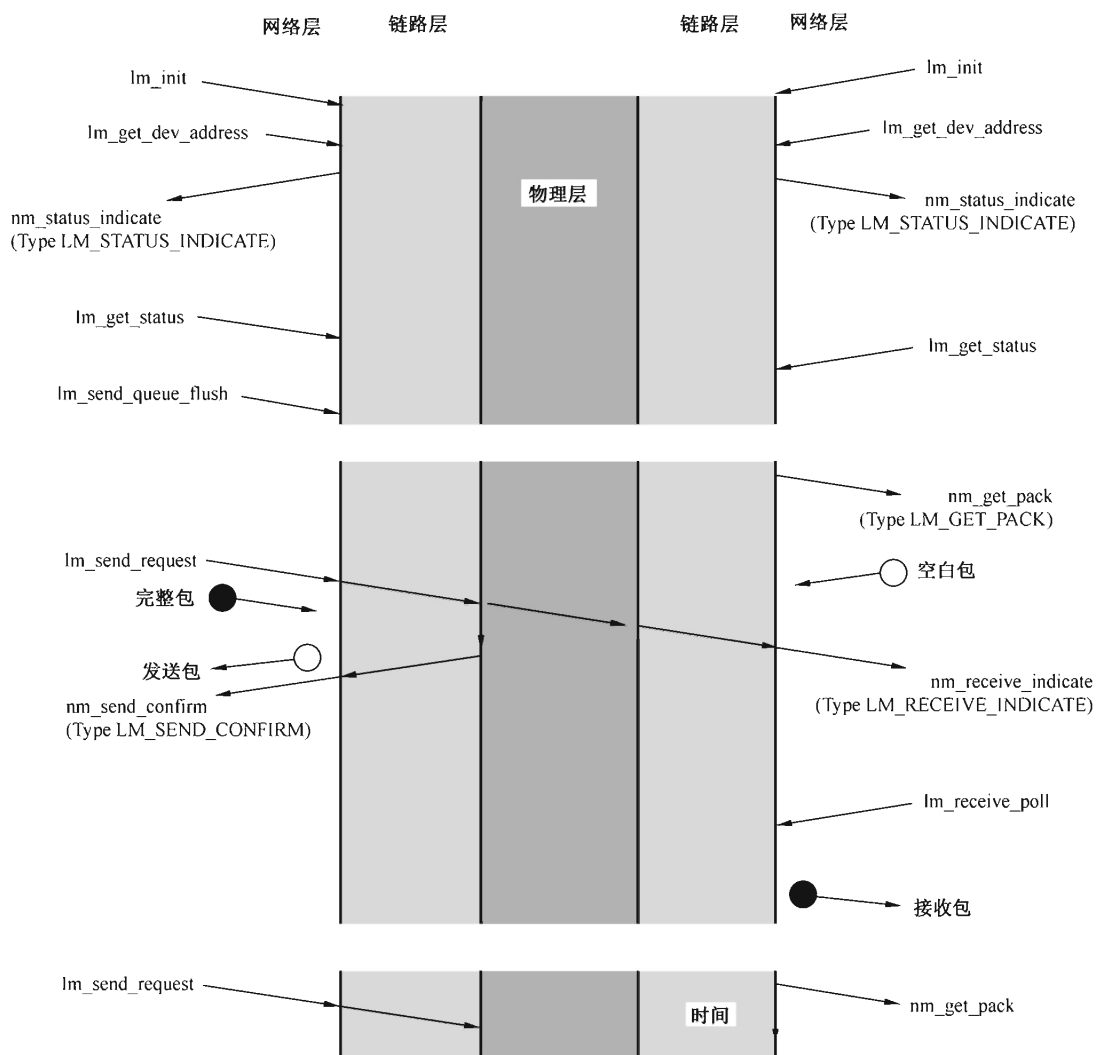 网络层 链路层 链路层 网络层
lm_init lm_init
lm_get_dev_address lm_get_dev_address
物理层
nm_status_indicate nm_status_indicate
(Type LM_STATUS_INDICATE) (Type LM_STATUS_INDICATE)
lm_get_status lm_get_status
lm_send_queue_flush
nm_get_pack
(Type LM_GET_PACK)
lm_send_request
空白包
完整包
发送包
nm_send_confirm nm_receive_indicate
(Type LM_SEND_CONFIRM) (Type LM_RECEIVE_INDICATE)
lm_receive_poll
接收包
lm_send_request
时间 nm_get_pack